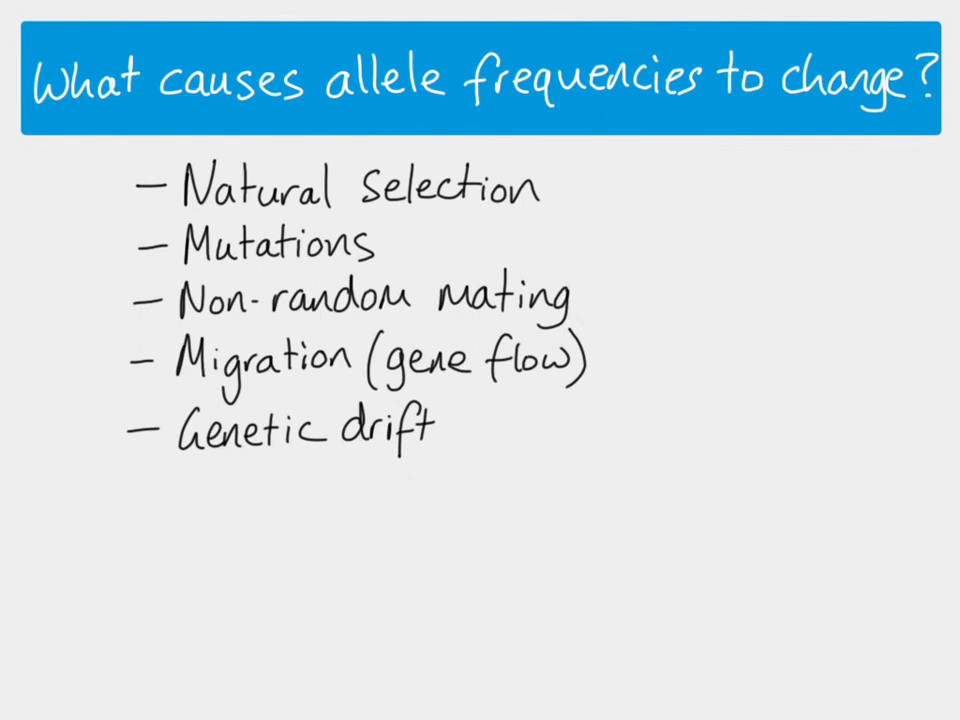 What causes allele frequencies to change?
- Natural selection
- Mutations
- Non-random mating
- Migration (gene flow)
- Genetic drift